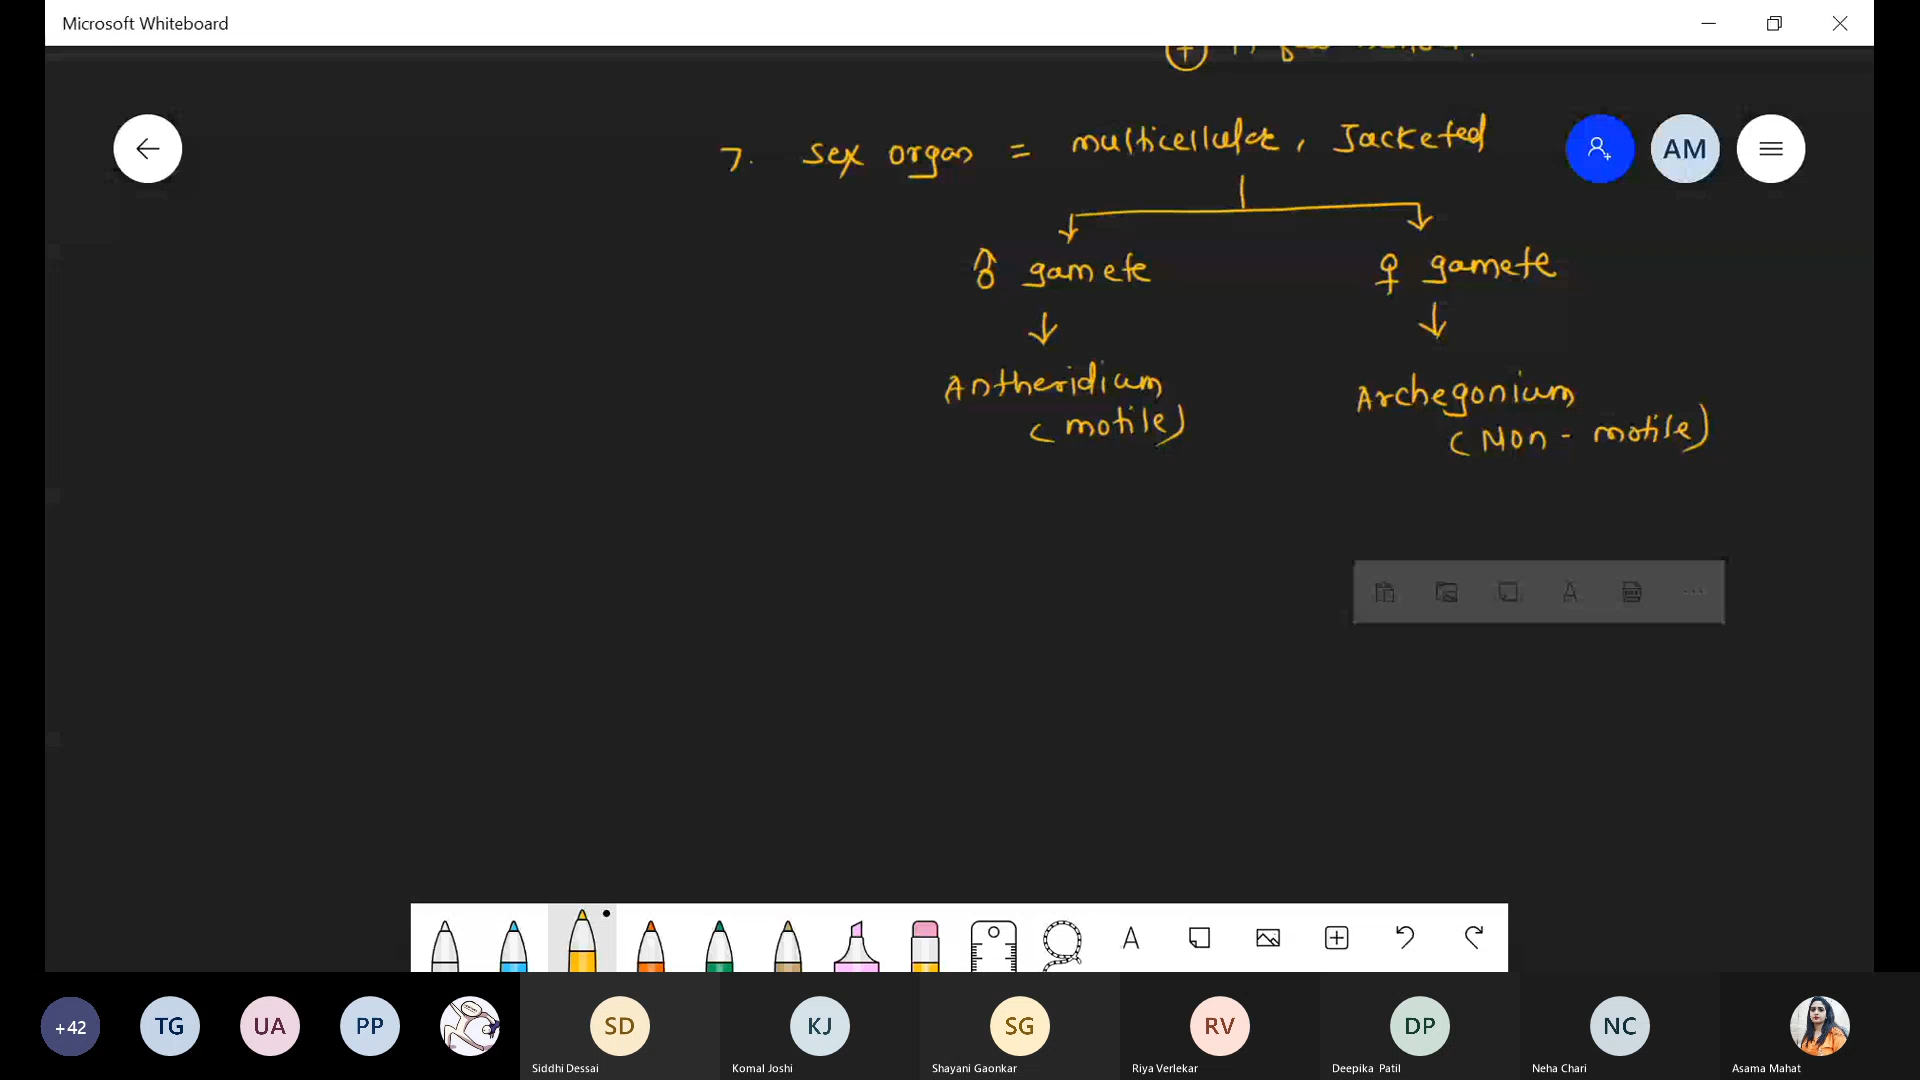 Microsoft Whiteboard
7. Sex organ = multicellular, Jacketed
AM
♂ gamete ♀ gamete
↓ ↓
Antheridium Archegonium
(motile) (Non - motile)
+42 TG UA PP SD KJ SG RV DP NC
Siddhi Dessai Komal Joshi Shayani Gaonkar Riya Verlekar Deepika Patil Neha Chari Asama Mahat